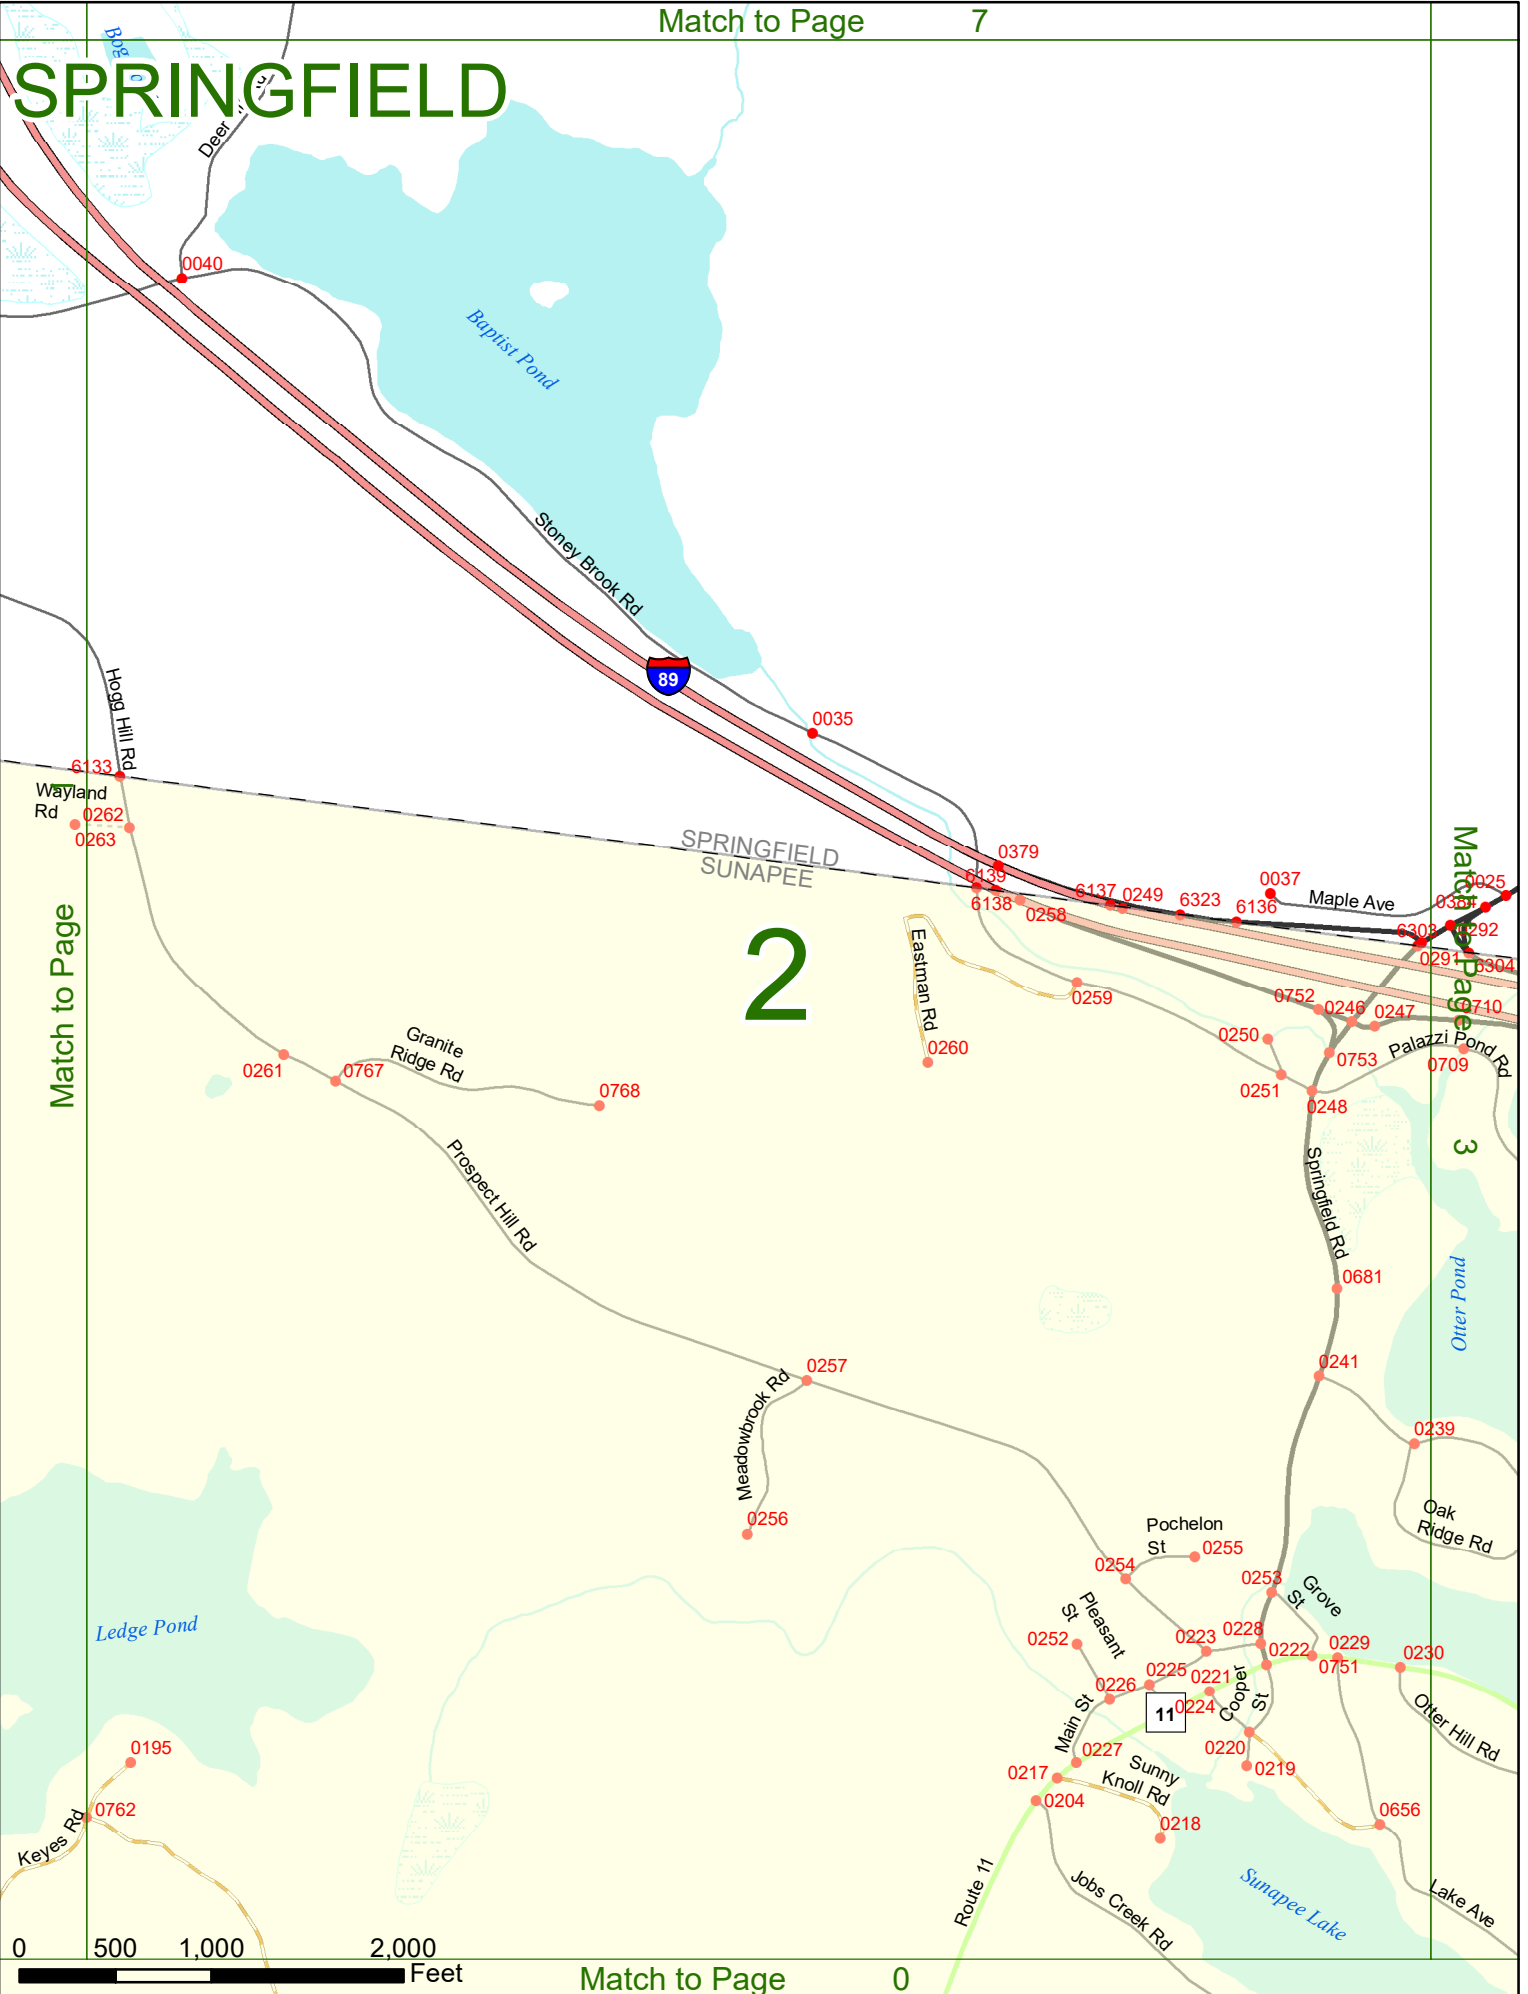 Match to Page 7
SPRINGFIELD
Bog
Deer
0040
Baptist Pond
Stoney Brook Rd
89
0035
Hogg Hill Rd
6133
Wayland
Rd
0262
0263
1
SPRINGFIELD
SUNAPEE
0379
6139
6138
0258
6137
0249
6323
6136
0037
Maple Ave
0025
0384
6303
0292
0291
6304
Match to Page 1
Match to Page 3
2
Eastman Rd
0259
0260
0752
0246
0247
0710
0250
0753
Palazzi Pond Rd
0709
0251
0248
Granite
Ridge Rd
0261
0767
0768
Prospect Hill Rd
Springfield Rd
0681
Otter Pond
0241
0257
Meadowbrook Rd
0239
0256
Oak
Ridge Rd
Pochelon
St
0255
0254
0253
Grove
St
Pleasant
St
0252
0223
0228
0222
0229
0751
0230
Ledge Pond
0225
0221
0226
0224
Cooper
St
11
Main St
Otter Hill Rd
0195
0227
0220
0219
0217
Sunny
Knoll Rd
0204
0762
0218
0656
Keyes Rd
Route 11
Jobs Creek Rd
Sunapee Lake
Lake Ave
0 500 1,000 2,000
Feet
Match to Page 0